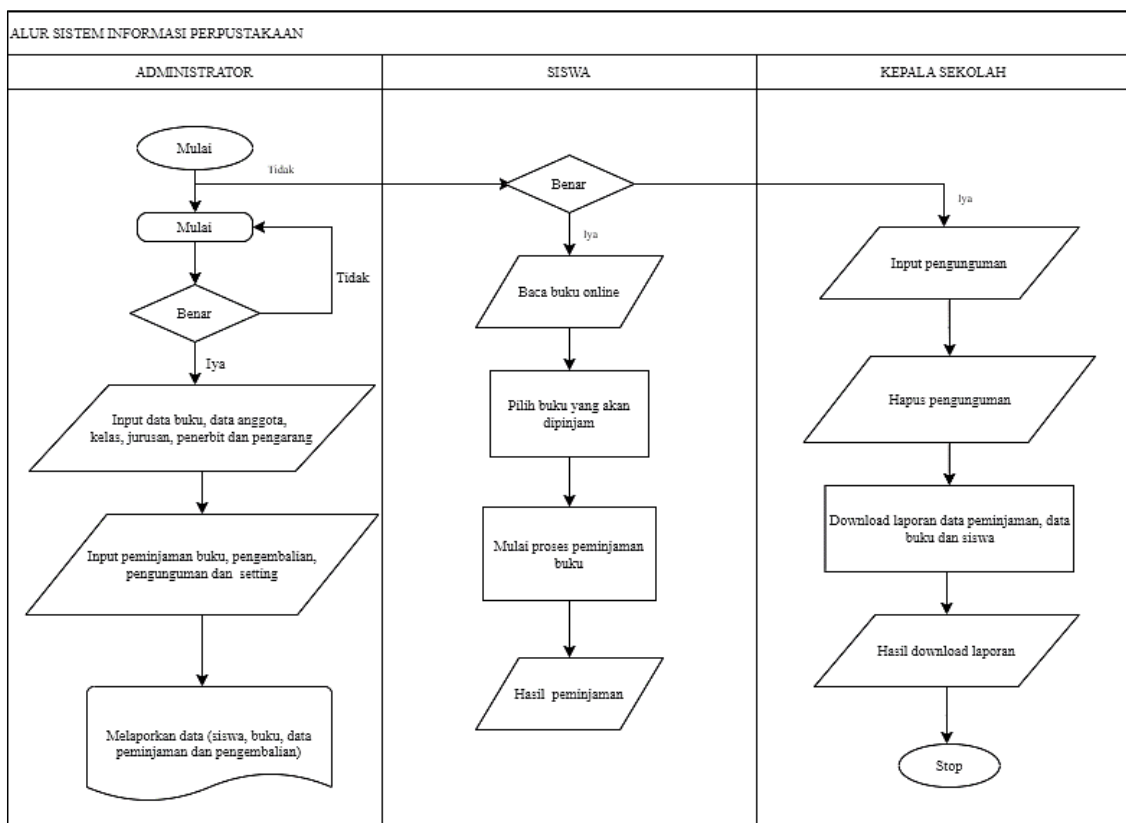 ALUR SISTEM INFORMASI PERPUSTAKAAN
ADMINISTRATOR
SISWA
KEPALA SEKOLAH
Mulai
Tidak
Mulai
Tidak
Benar
Iya
Input data buku, data anggota,
kelas, jurusan, penerbit dan pengarang
Input peminjaman buku, pengembalian,
pengunguman dan setting
Melaporkan data (siswa, buku, data
peminjaman dan pengembalian)
Benar
Iya
Baca buku online
Pilih buku yang akan
dipinjam
Mulai proses peminjaman
buku
Hasil peminjaman
Iya
Input pengunguman
Hapus pengunguman
Download laporan data peminjaman, data
buku dan siswa
Hasil download laporan
Stop